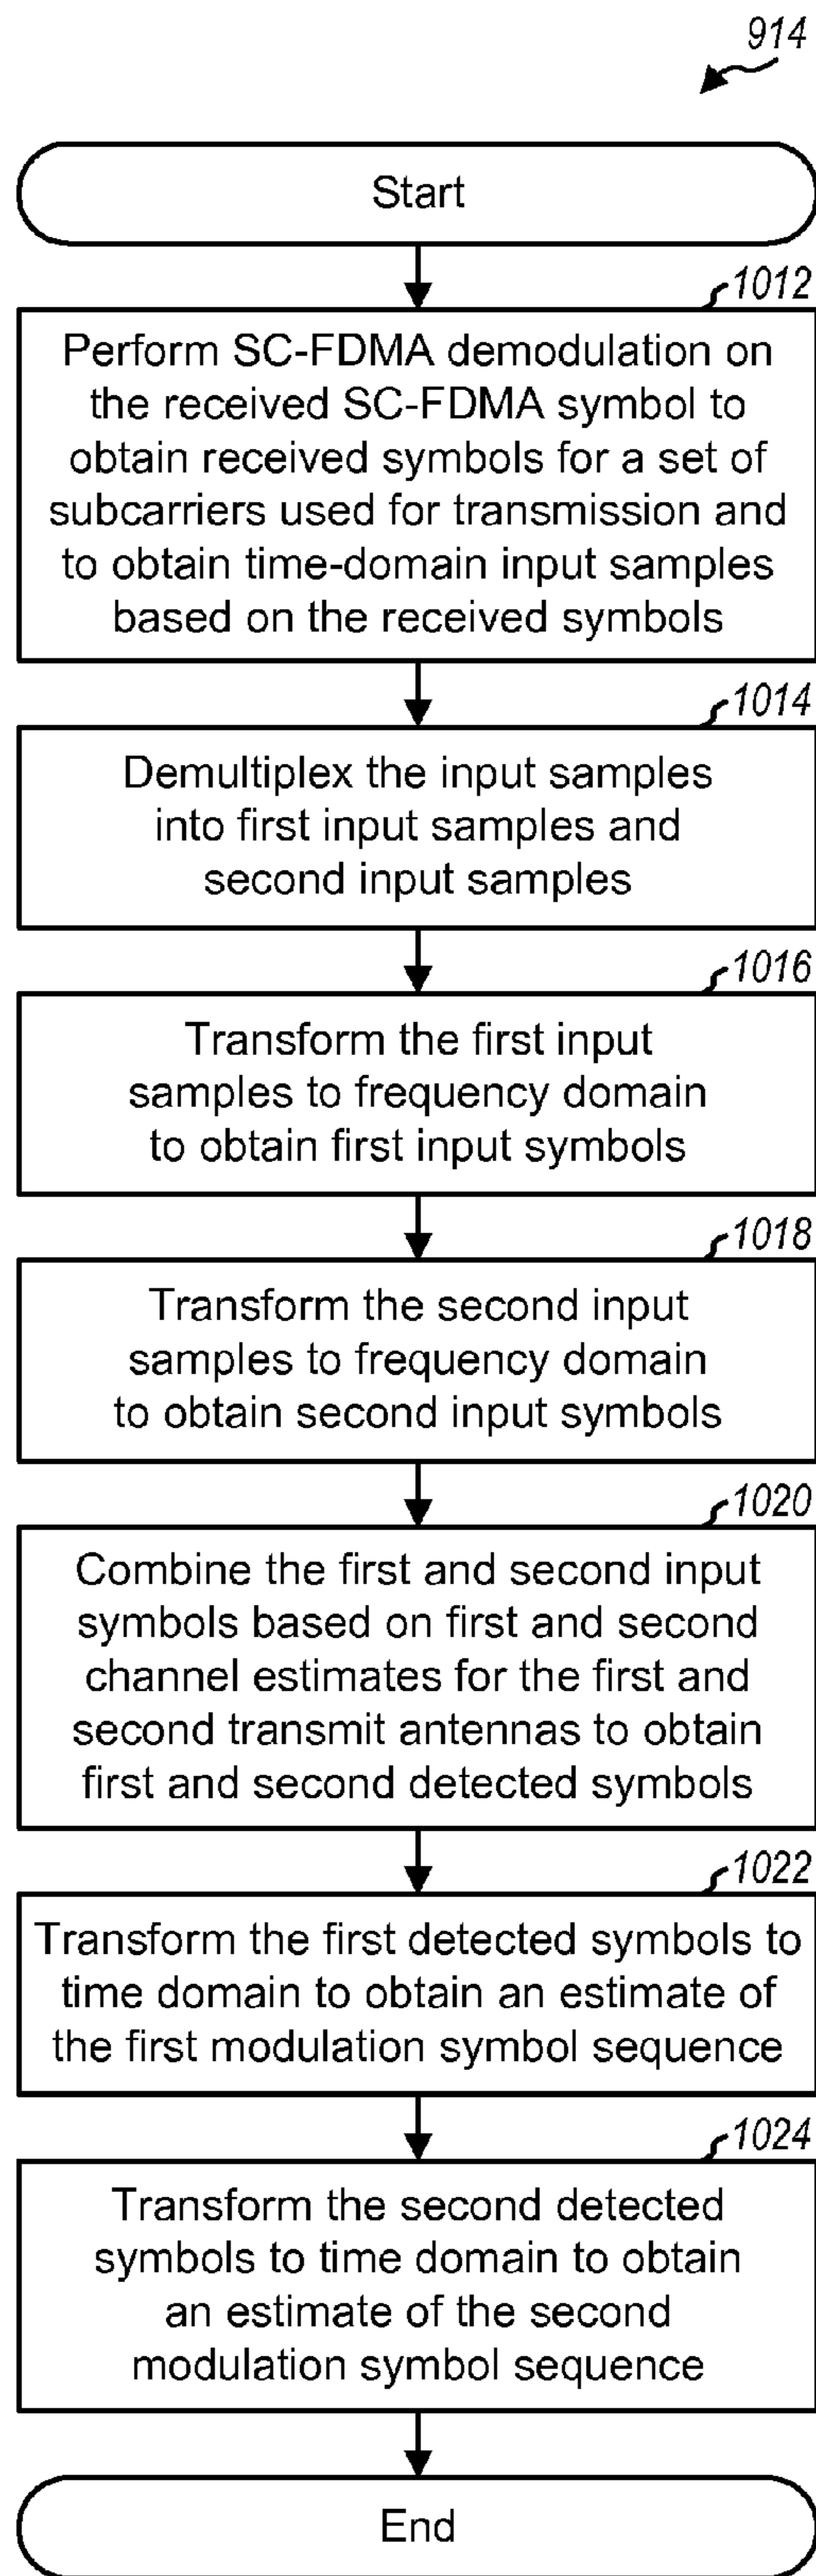 914
Start
1012
Perform SC-FDMA demodulation on
the received SC-FDMA symbol to
obtain received symbols for a set of
subcarriers used for transmission and
to obtain time-domain input samples
based on the received symbols
1014
Demultiplex the input samples
into first input samples and
second input samples
1016
Transform the first input
samples to frequency domain
to obtain first input symbols
1018
Transform the second input
samples to frequency domain
to obtain second input symbols
1020
Combine the first and second input
symbols based on first and second
channel estimates for the first and
second transmit antennas to obtain
first and second detected symbols
1022
Transform the first detected symbols to
time domain to obtain an estimate of
the first modulation symbol sequence
1024
Transform the second detected
symbols to time domain to obtain
an estimate of the second
modulation symbol sequence
End